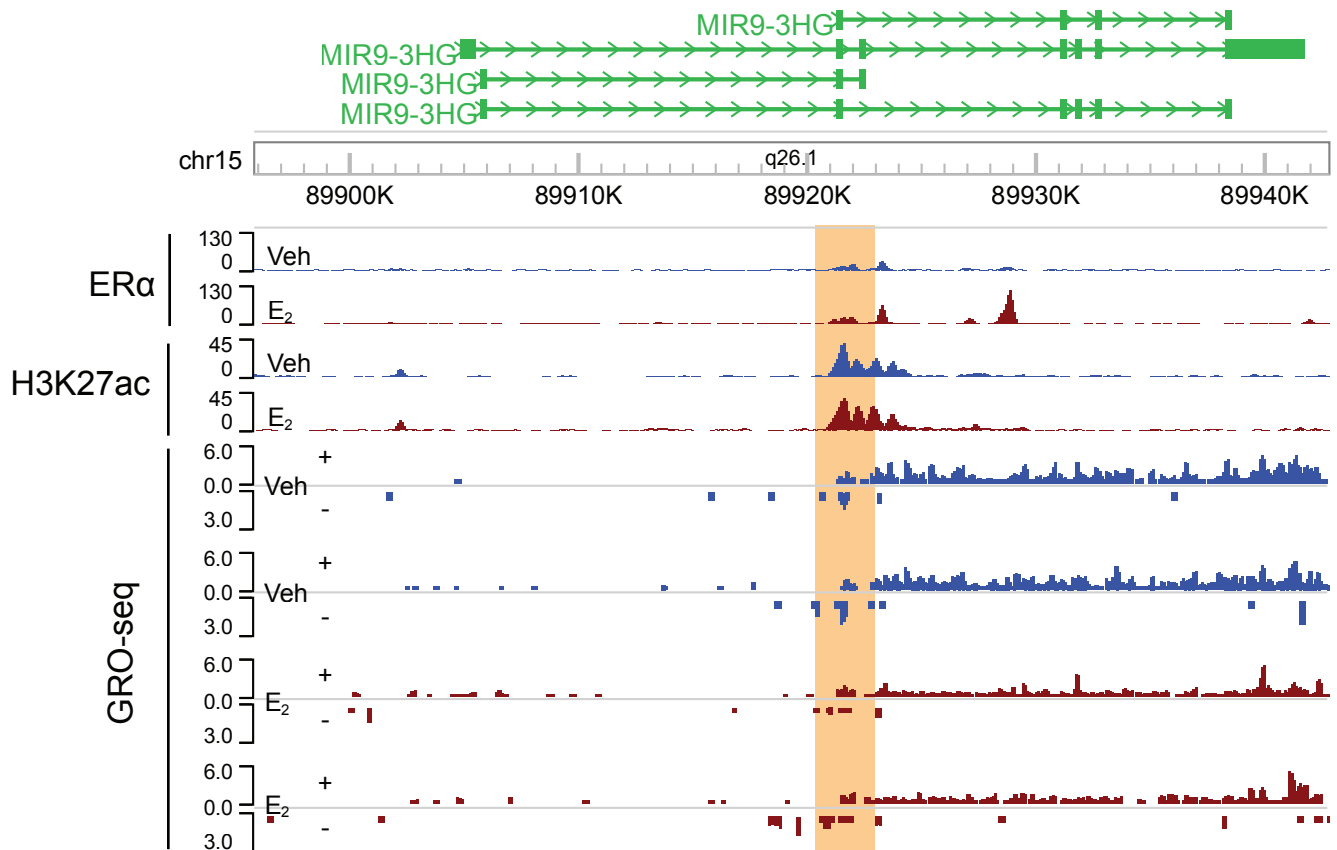 MIR9-3HG
MIR9-3HG
MIR9-3HG
MIR9-3HG
chr15
q26.1
89900K 89910K 89920K 89930K 89940K
ERα
130
0
Veh
130
0
E2
H3K27ac
45
0
Veh
45
0
E2
GRO-seq
6.0
+
0.0
Veh
-
3.0
6.0
+
0.0
Veh
-
3.0
6.0
+
0.0
E2
-
3.0
6.0
+
0.0
E2
-
3.0